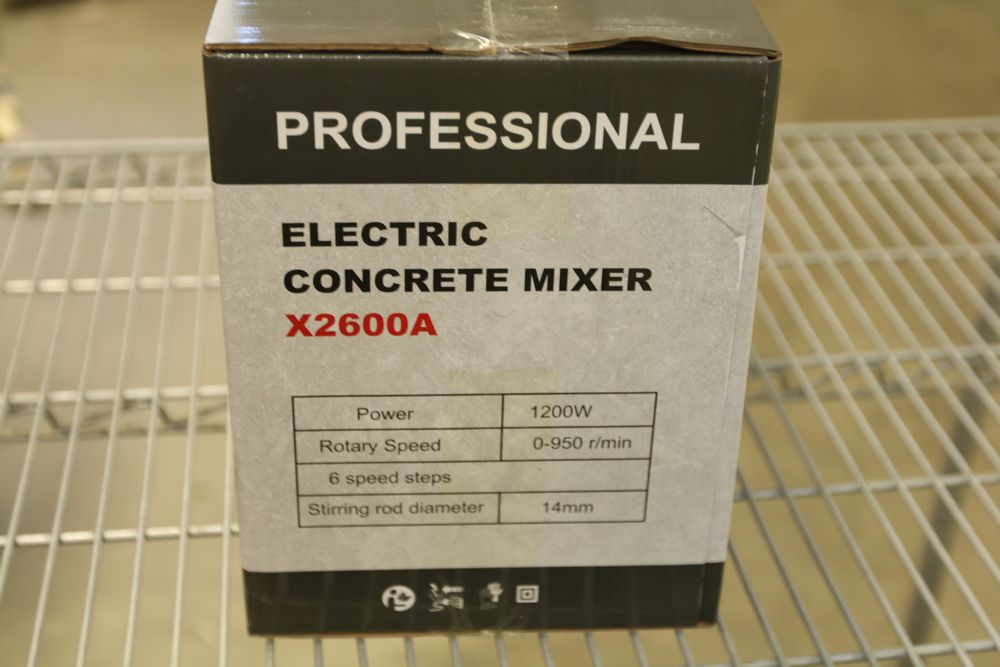 PROFESSIONAL
ELECTRIC
CONCRETE MIXER
X2600A
Power 1200W
Rotary Speed 0-950 r/min
6 speed steps
Stirring rod diameter 14mm